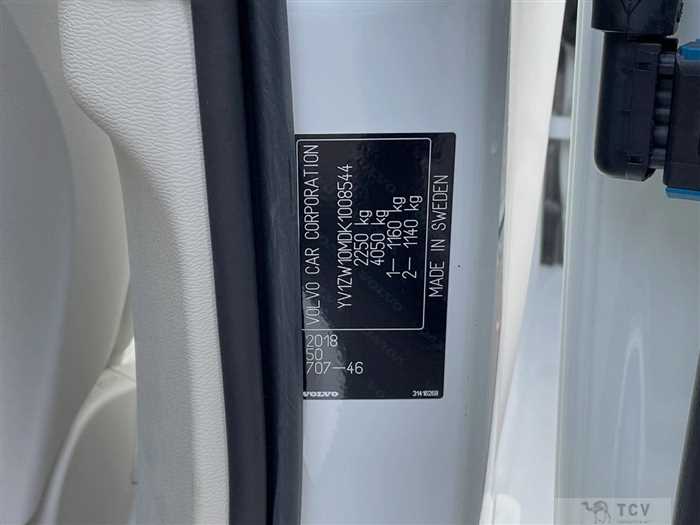 VOLVO CAR CORPORATION
YV1ZW10MDK1008544
2250 kg
4050 kg
1– 1160 kg
2– 1140 kg
MADE IN SWEDEN
2018
50
707–46
VOLVO
31410269
TCV